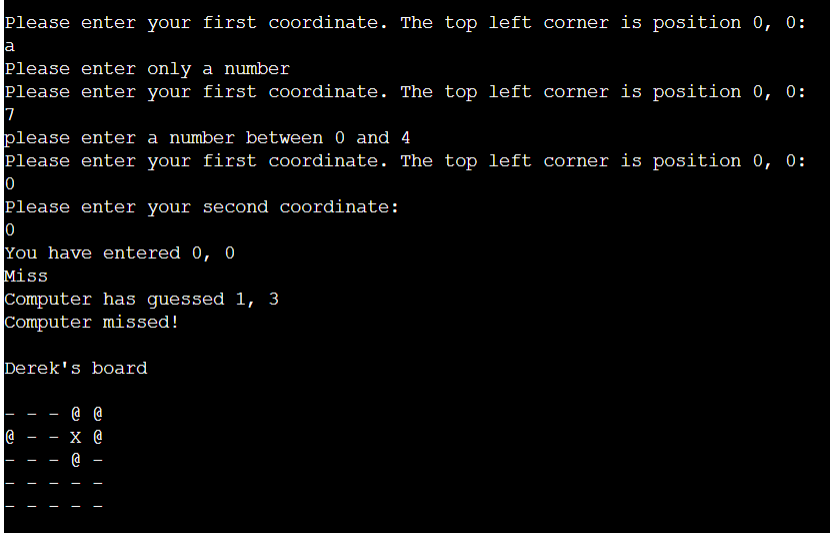 Please enter your first coordinate. The top left corner is position 0, 0:
a
Please enter only a number
Please enter your first coordinate. The top left corner is position 0, 0:
7
please enter a number between 0 and 4
Please enter your first coordinate. The top left corner is position 0, 0:
0
Please enter your second coordinate:
0
You have entered 0, 0
Miss
Computer has guessed 1, 3
Computer missed!
Derek's board
- - - @ @
@ - - X @
- - - @ -
- - - - -
- - - - -